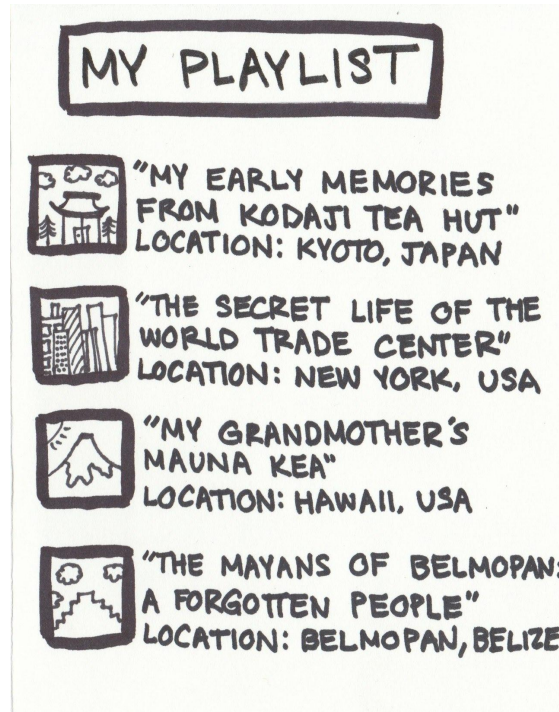 MY PLAYLIST
"MY EARLY MEMORIES
FROM KODAJI TEA HUT"
LOCATION: KYOTO, JAPAN
"THE SECRET LIFE OF THE
WORLD TRADE CENTER"
LOCATION: NEW YORK, USA
"MY GRANDMOTHER'S
MAUNA KEA"
LOCATION: HAWAII, USA
"THE MAYANS OF BELMOPAN:
A FORGOTTEN PEOPLE"
LOCATION: BELMOPAN, BELIZE